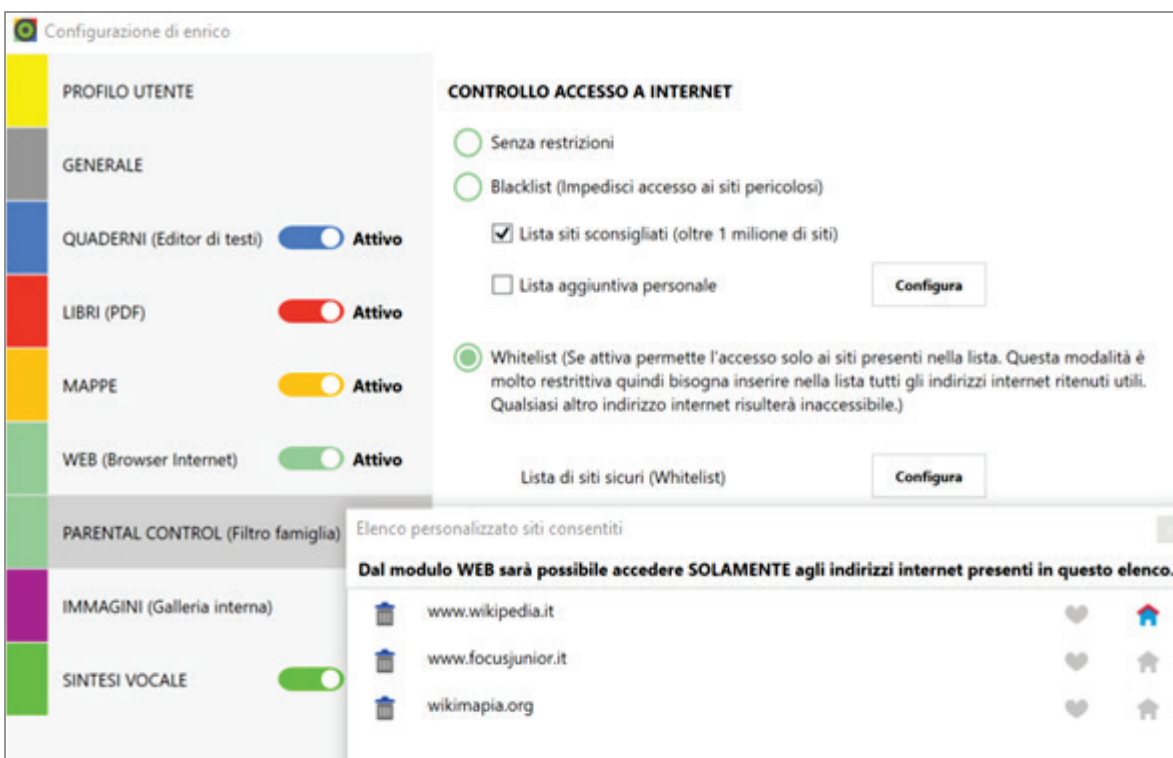 Configurazione di enrico
PROFILO UTENTE
GENERALE
QUADERNI (Editor di testi) Attivo
LIBRI (PDF) Attivo
MAPPE Attivo
WEB (Browser Internet) Attivo
PARENTAL CONTROL (Filtro famiglia)
IMMAGINI (Galleria interna)
SINTESI VOCALE
CONTROLLO ACCESSO A INTERNET
Senza restrizioni
Blacklist (Impedisci accesso ai siti pericolosi)
Lista siti sconsigliati (oltre 1 milione di siti)
Lista aggiuntiva personale Configura
Whitelist (Se attiva permette l'accesso solo ai siti presenti nella lista. Questa modalità è
molto restrittiva quindi bisogna inserire nella lista tutti gli indirizzi internet ritenuti utili.
Qualsiasi altro indirizzo internet risulterà inaccessibile.)
Lista di siti sicuri (Whitelist) Configura
Elenco personalizzato siti consentiti
Dal modulo WEB sarà possibile accedere SOLAMENTE agli indirizzi internet presenti in questo elenco.
www.wikipedia.it
www.focusjunior.it
wikimapia.org